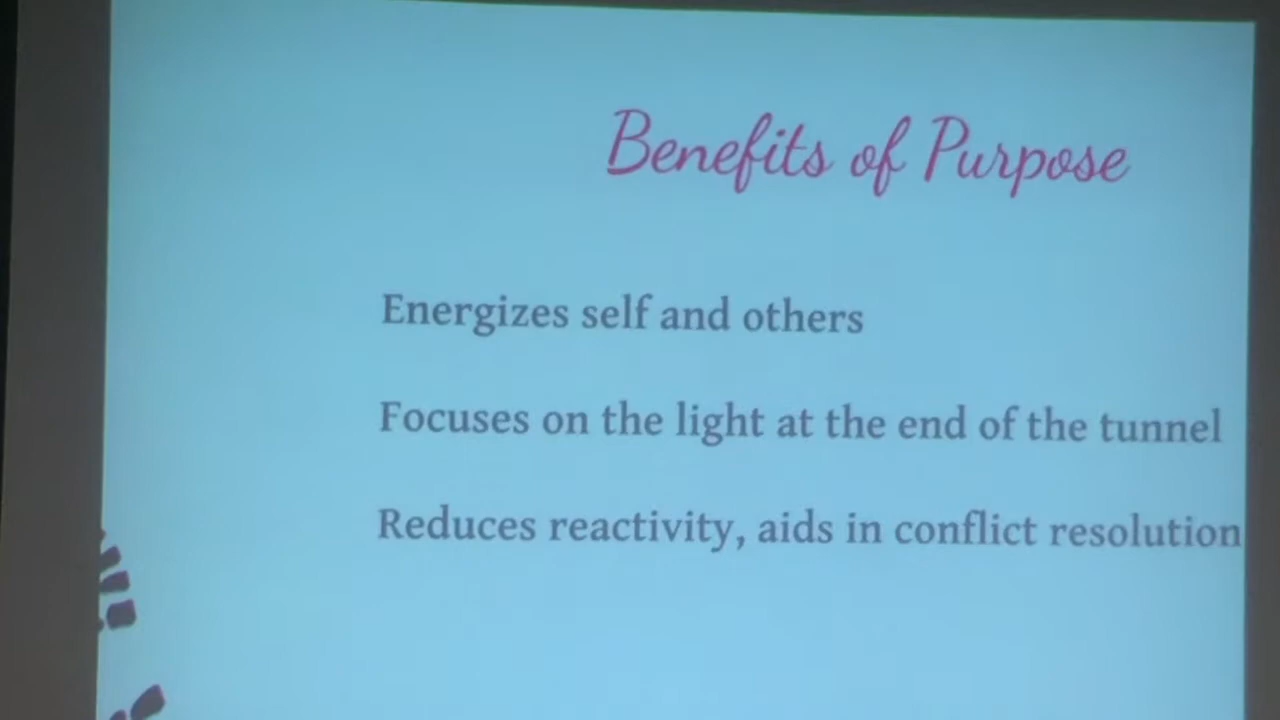 Benefits of Purpose
Energizes self and others
Focuses on the light at the end of the tunnel
Reduces reactivity, aids in conflict resolution